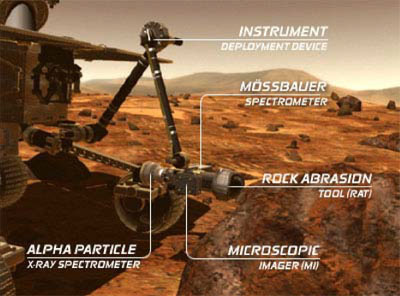 INSTRUMENT
DEPLOYMENT DEVICE
MÖSSBAUER
SPECTROMETER
ROCK ABRASION
TOOL (RAT)
ALPHA PARTICLE
X-RAY SPECTROMETER
MICROSCOPIC
IMAGER (MI)